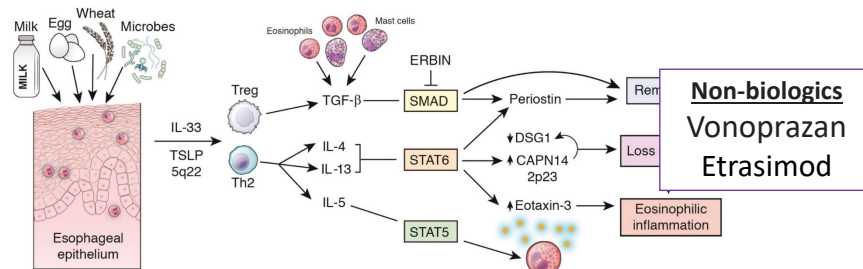 Milk
Egg
Wheat
Microbes
MILK
Esophageal
epithelium
IL-33
TSLP
5q22
Treg
Th2
Eosinophils
Mast cells
TGF-β
IL-4
IL-13
IL-5
ERBIN
SMAD
STAT6
STAT5
Periostin
DSG1
CAPN14
2p23
Eotaxin-3
Rem
Loss
Eosinophilic
inflammation
Non-biologics
Vonoprazan
Etrasimod